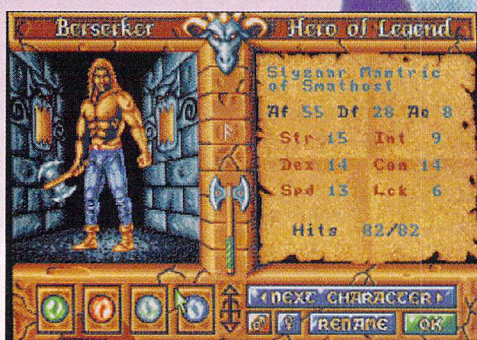 Berserker
Hero of Legend
Slygaar Mantric
of Smathost
Af 55 Df 28 Ac 8
Str 15 Int 9
Dex 14 Con 14
Spd 13 Lck 6
Hits 82/82
NEXT CHARACTER
RENAME OK